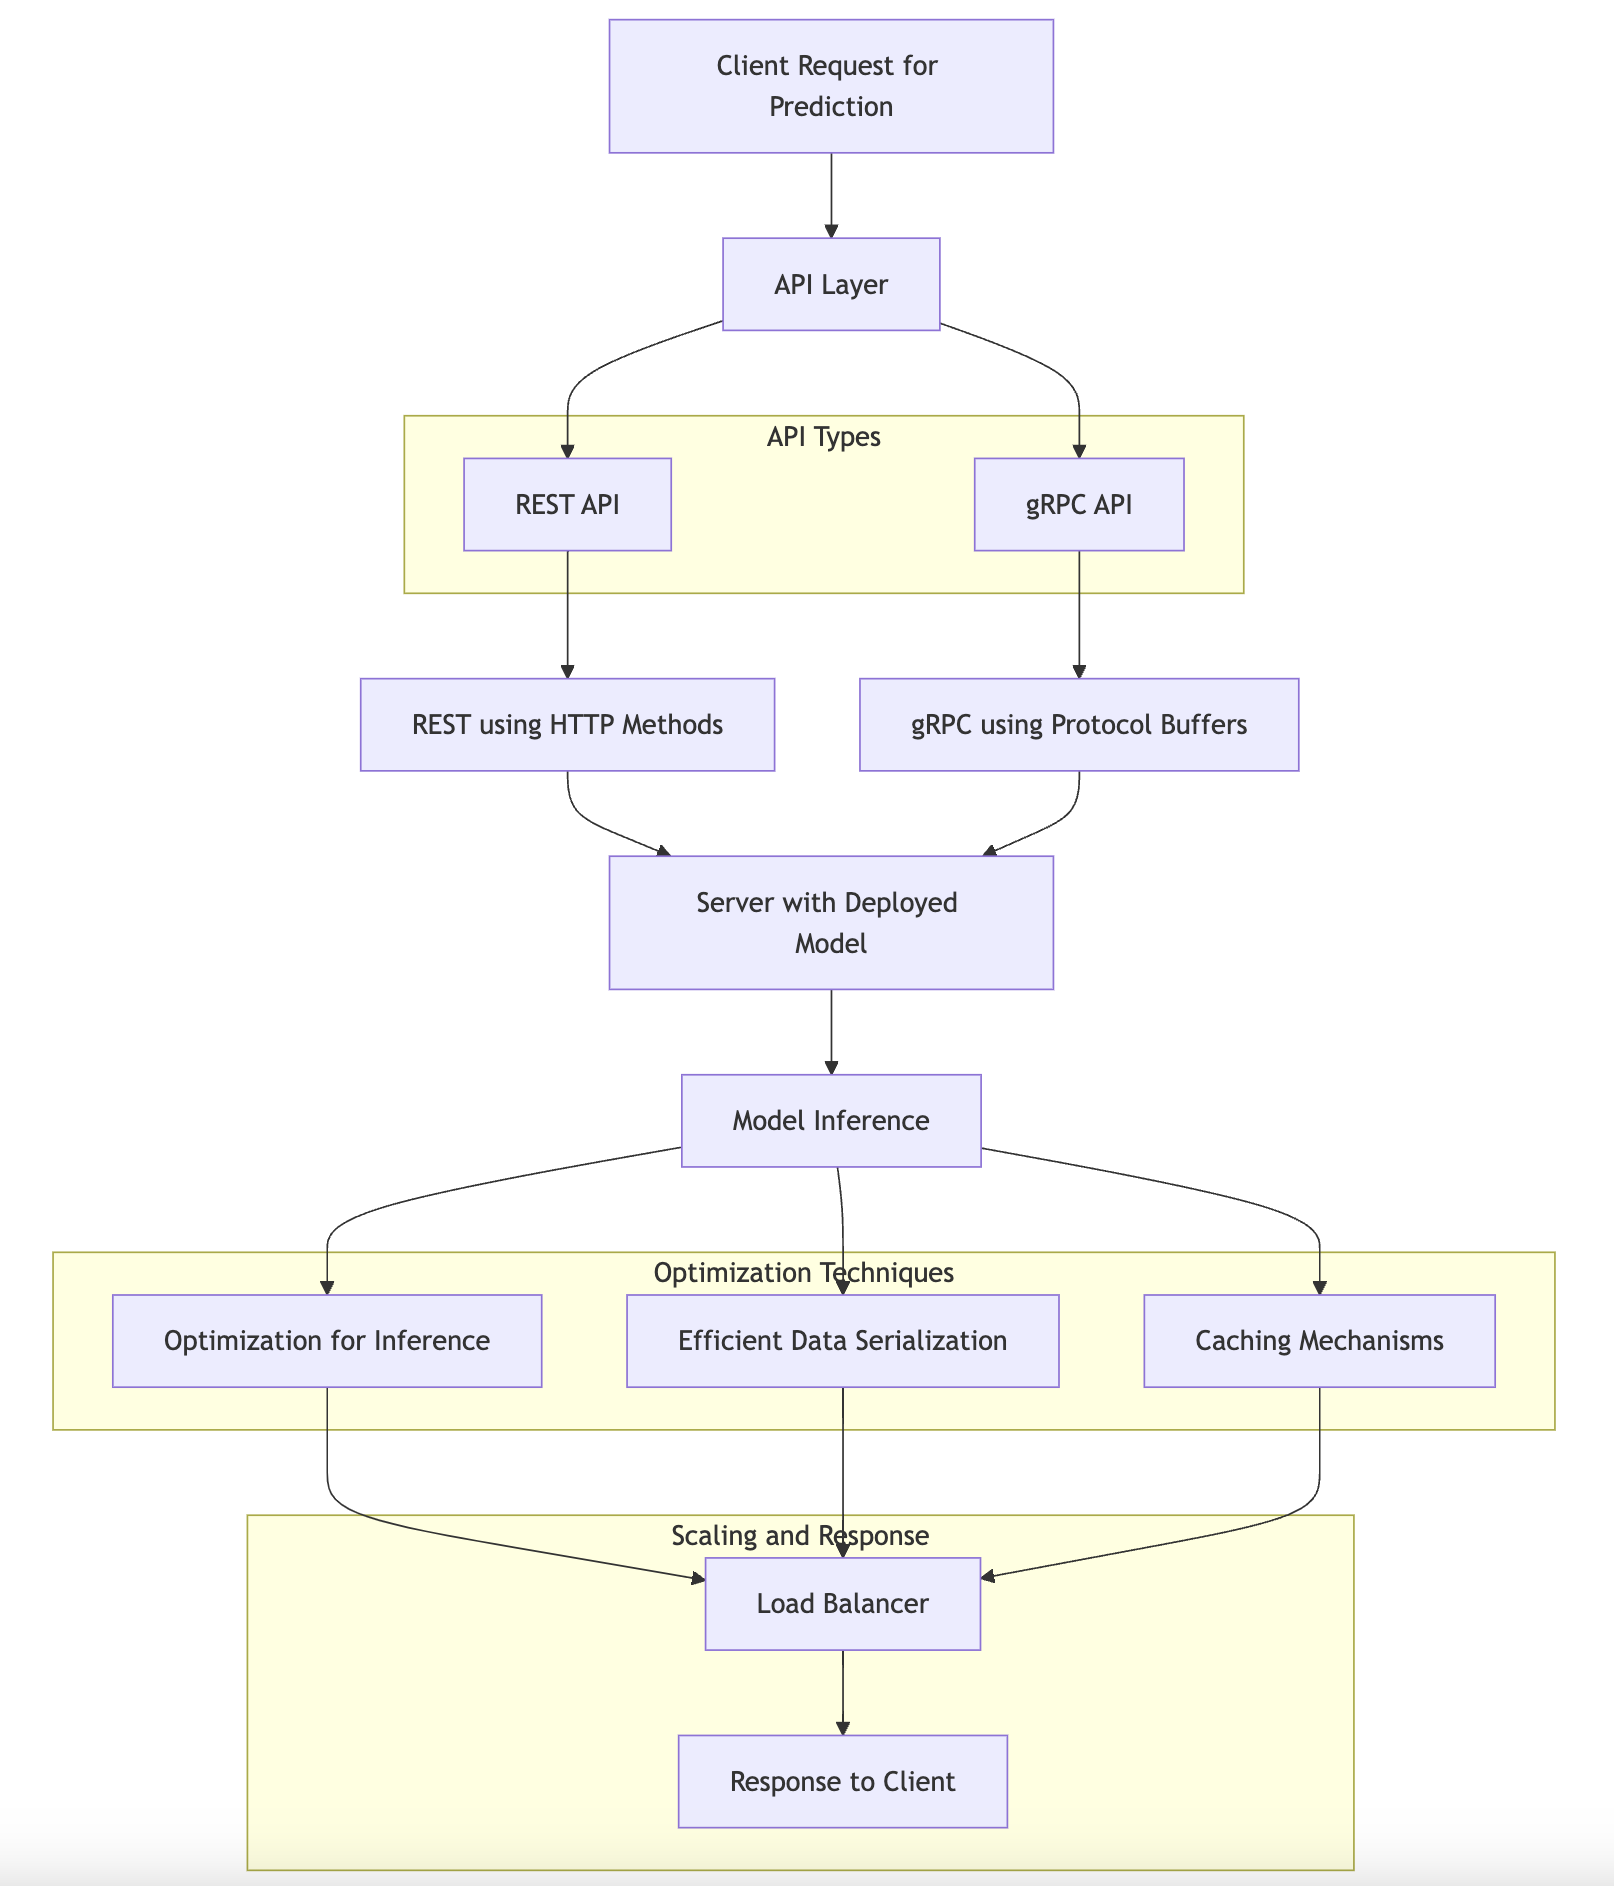 Client Request for
Prediction
API Layer
API Types
REST API
gRPC API
REST using HTTP Methods
gRPC using Protocol Buffers
Server with Deployed
Model
Model Inference
Optimization Techniques
Optimization for Inference
Efficient Data Serialization
Caching Mechanisms
Scaling and Response
Load Balancer
Response to Client